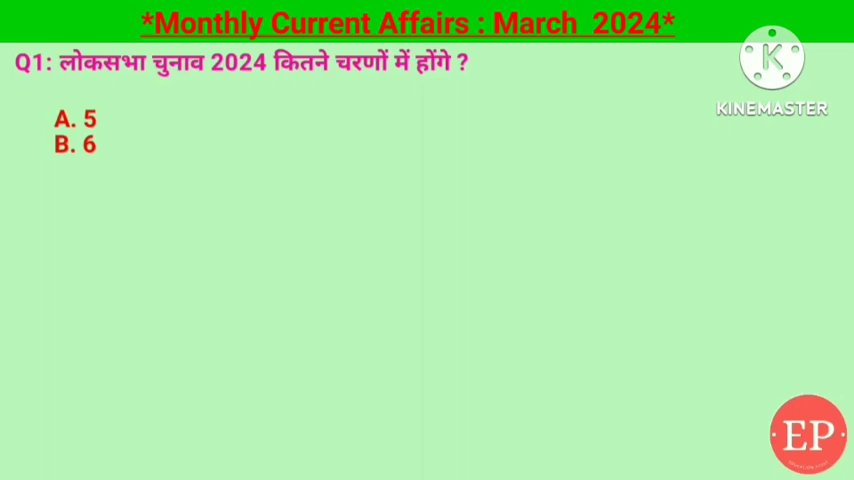 *Monthly Current Affairs : March 2024*
Q1: लोकसभा चुनाव 2024 कितने चरणों में होंगे ?
KINEMASTER
A. 5
B. 6
EP